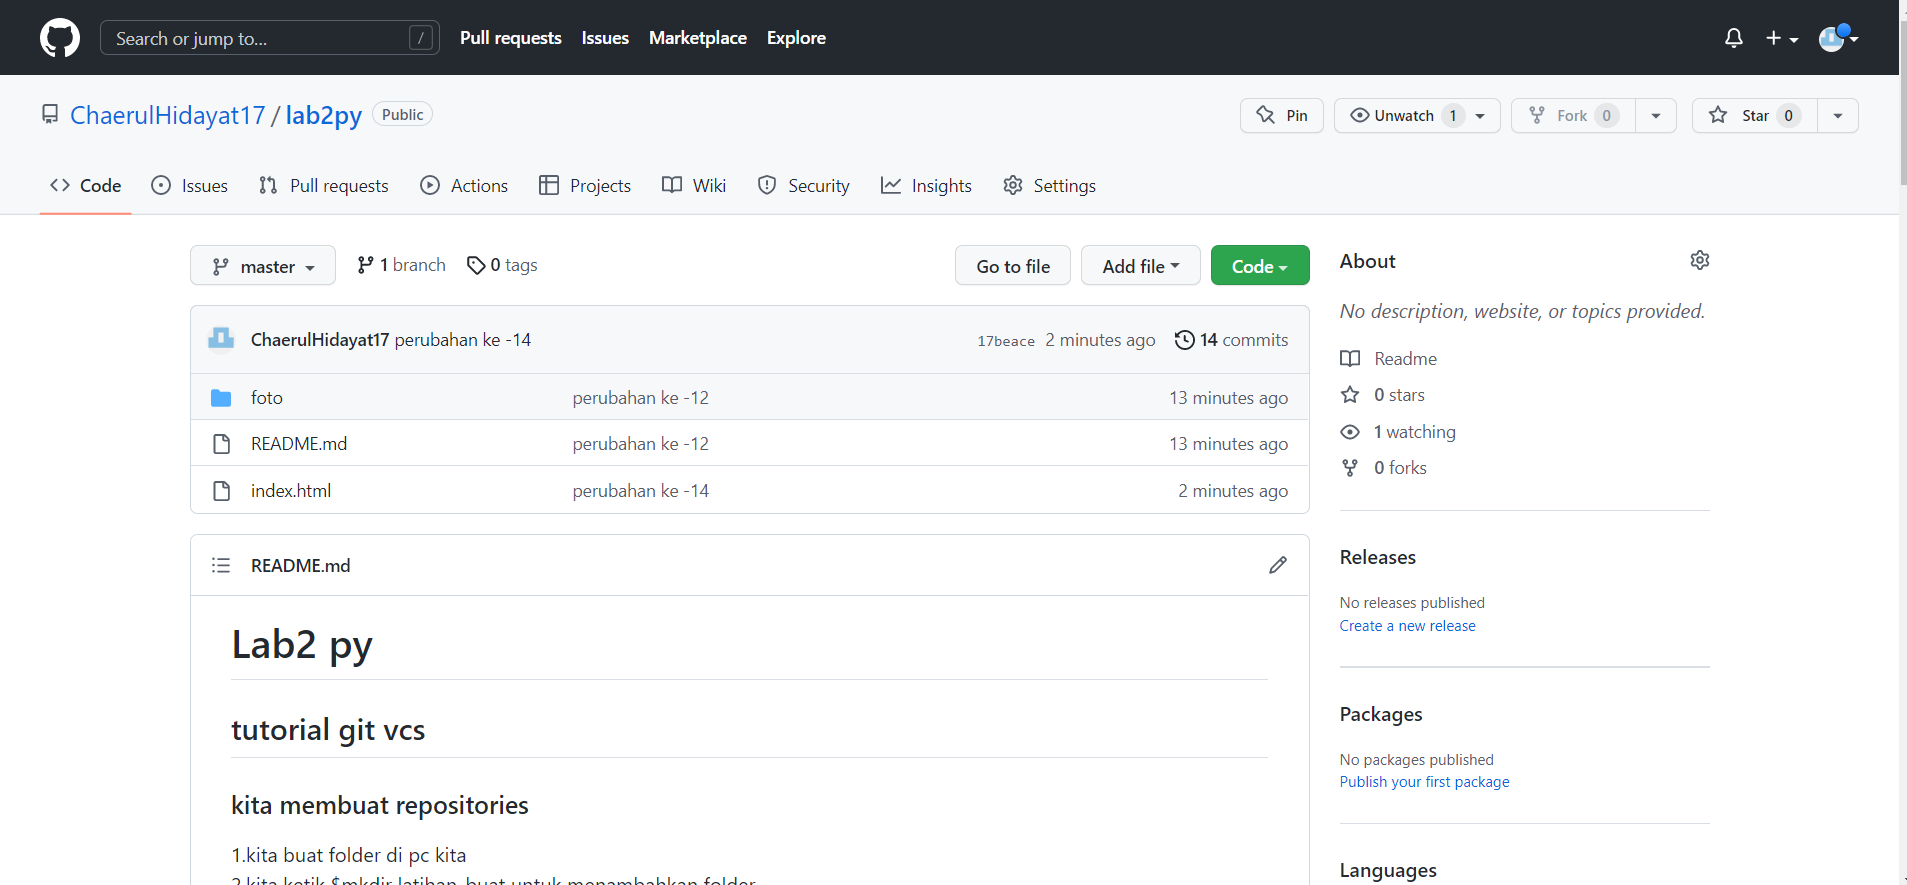 Search or jump to... /
Pull requests Issues Marketplace Explore
ChaerulHidayat17 / lab2py Public
Pin Unwatch 1 Fork 0 Star 0
Code Issues Pull requests Actions Projects Wiki Security Insights Settings
master 1 branch 0 tags Go to file Add file Code
ChaerulHidayat17 perubahan ke -14 17beace 2 minutes ago 14 commits
foto perubahan ke -12 13 minutes ago
README.md perubahan ke -12 13 minutes ago
index.html perubahan ke -14 2 minutes ago
README.md
Lab2 py
tutorial git vcs
kita membuat repositories
1.kita buat folder di pc kita
2.kita ketik $mkdir latihan_buat untuk menambahkan folder
About
No description, website, or topics provided.
Readme
0 stars
1 watching
0 forks
Releases
No releases published
Create a new release
Packages
No packages published
Publish your first package
Languages